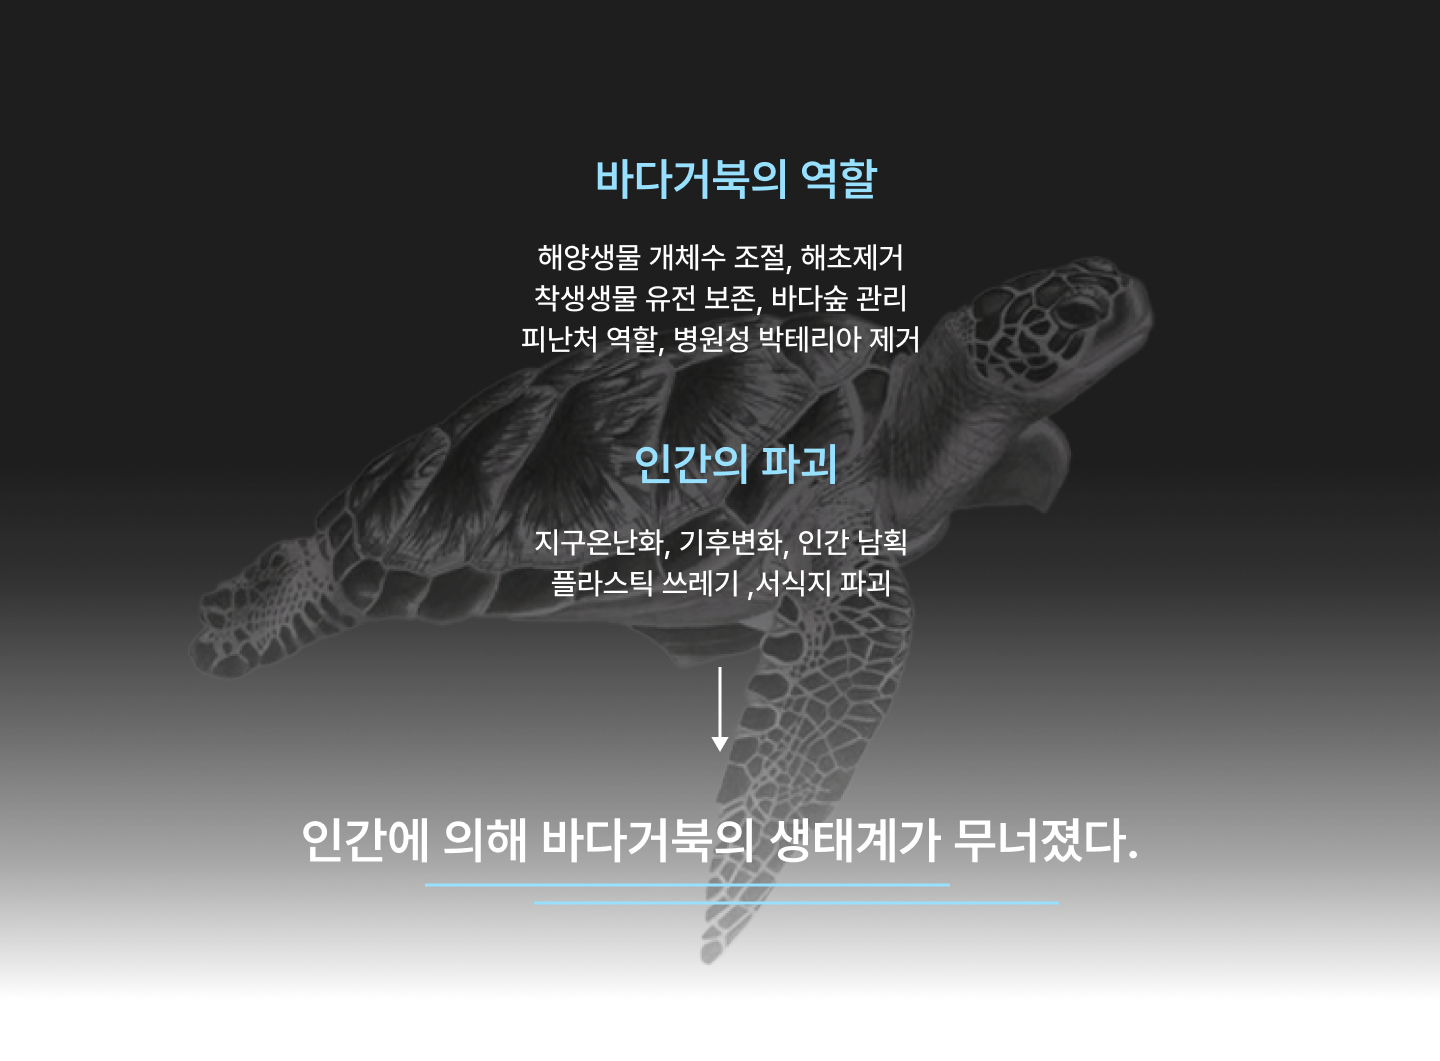 바다거북의 역할
해양생물 개체수 조절, 해초제거
착생생물 유전 보존, 바다숲 관리
피난처 역할, 병원성 박테리아 제거
인간의 파괴
지구온난화, 기후변화, 인간 남획
플라스틱 쓰레기 ,서식지 파괴
인간에 의해 바다거북의 생태계가 무너졌다.